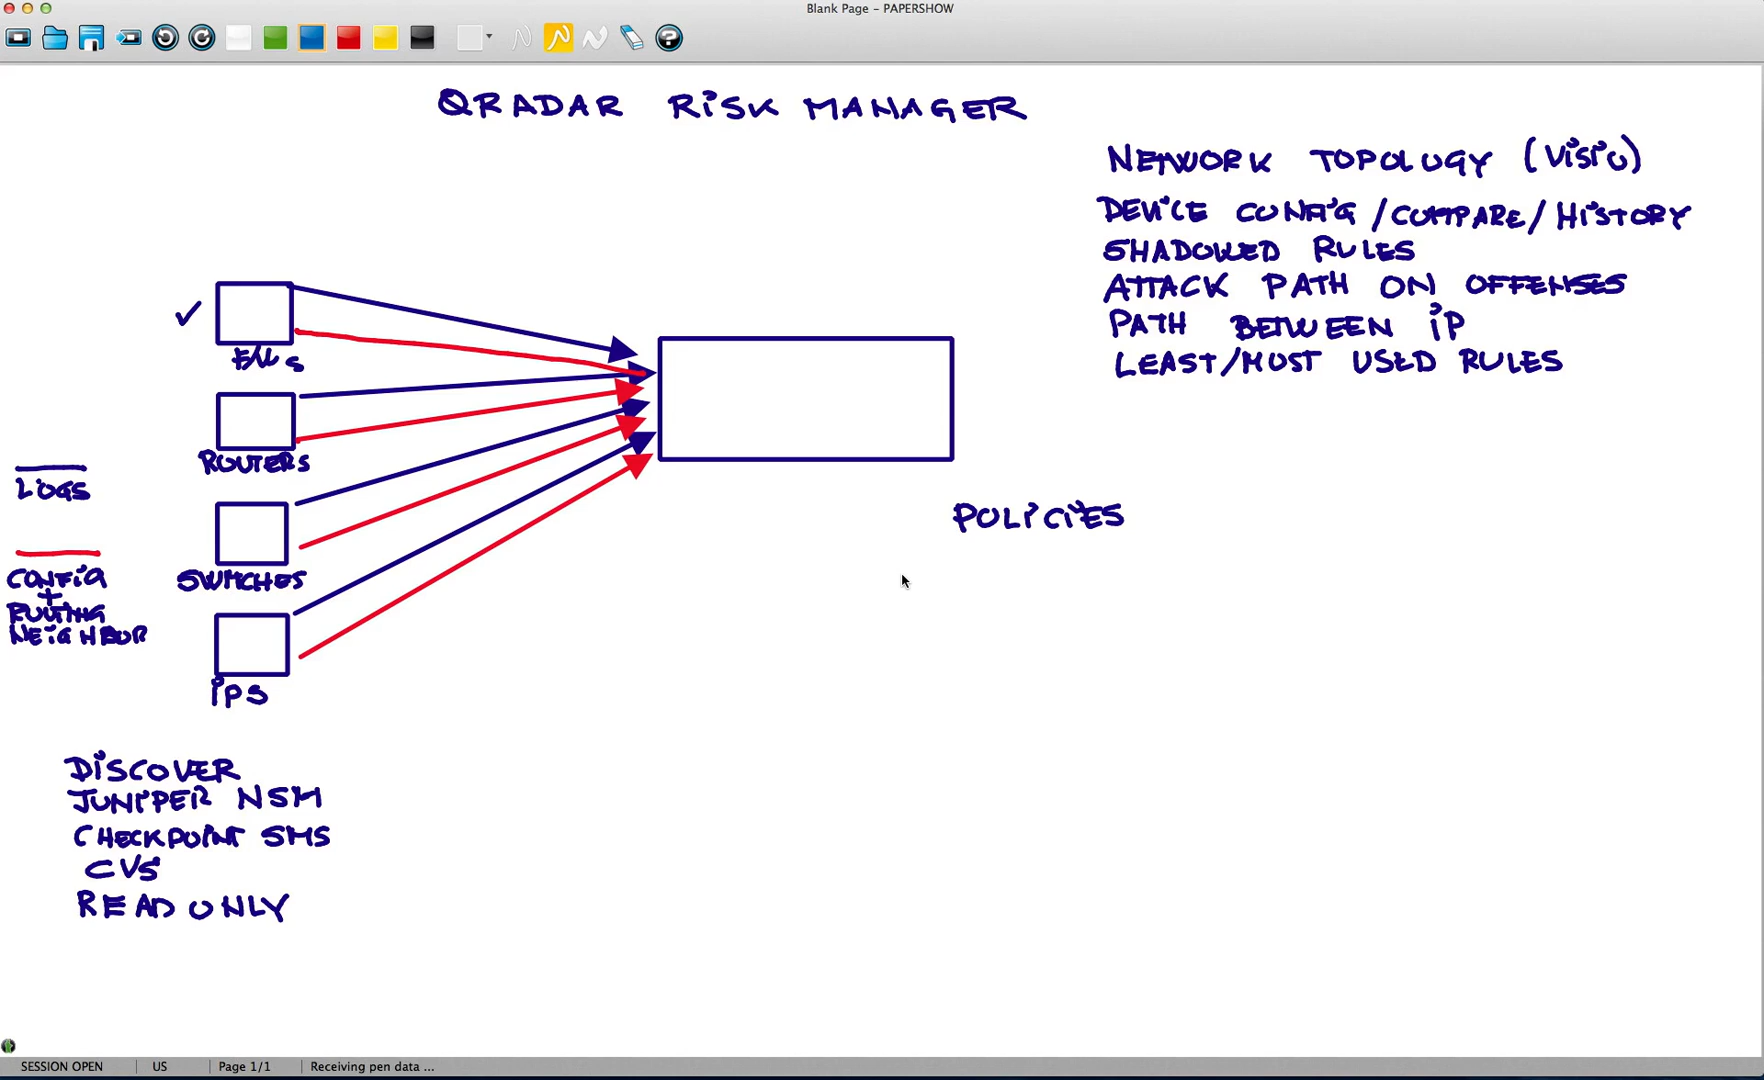 Blank Page - PAPERSHOW
QRADAR RISK MANAGER
NETWORK TOPOLOGY (VISIO)
DEVICE CONFIG /COMPARE/HISTORY
SHADOWED RULES
ATTACK PATH ON OFFENSES
PATH BETWEEN IP
LEAST/MOST USED RULES
F/Ws
ROUTERS
LOGS
SWITCHES
CONFIG
+
ROUTING
NEIGHBOR
IPS
POLICIES
DISCOVER
JUNIPER NSM
CHECKPOINT SMS
CVS
READ ONLY
SESSION OPEN US Page 1/1 Receiving pen data ...